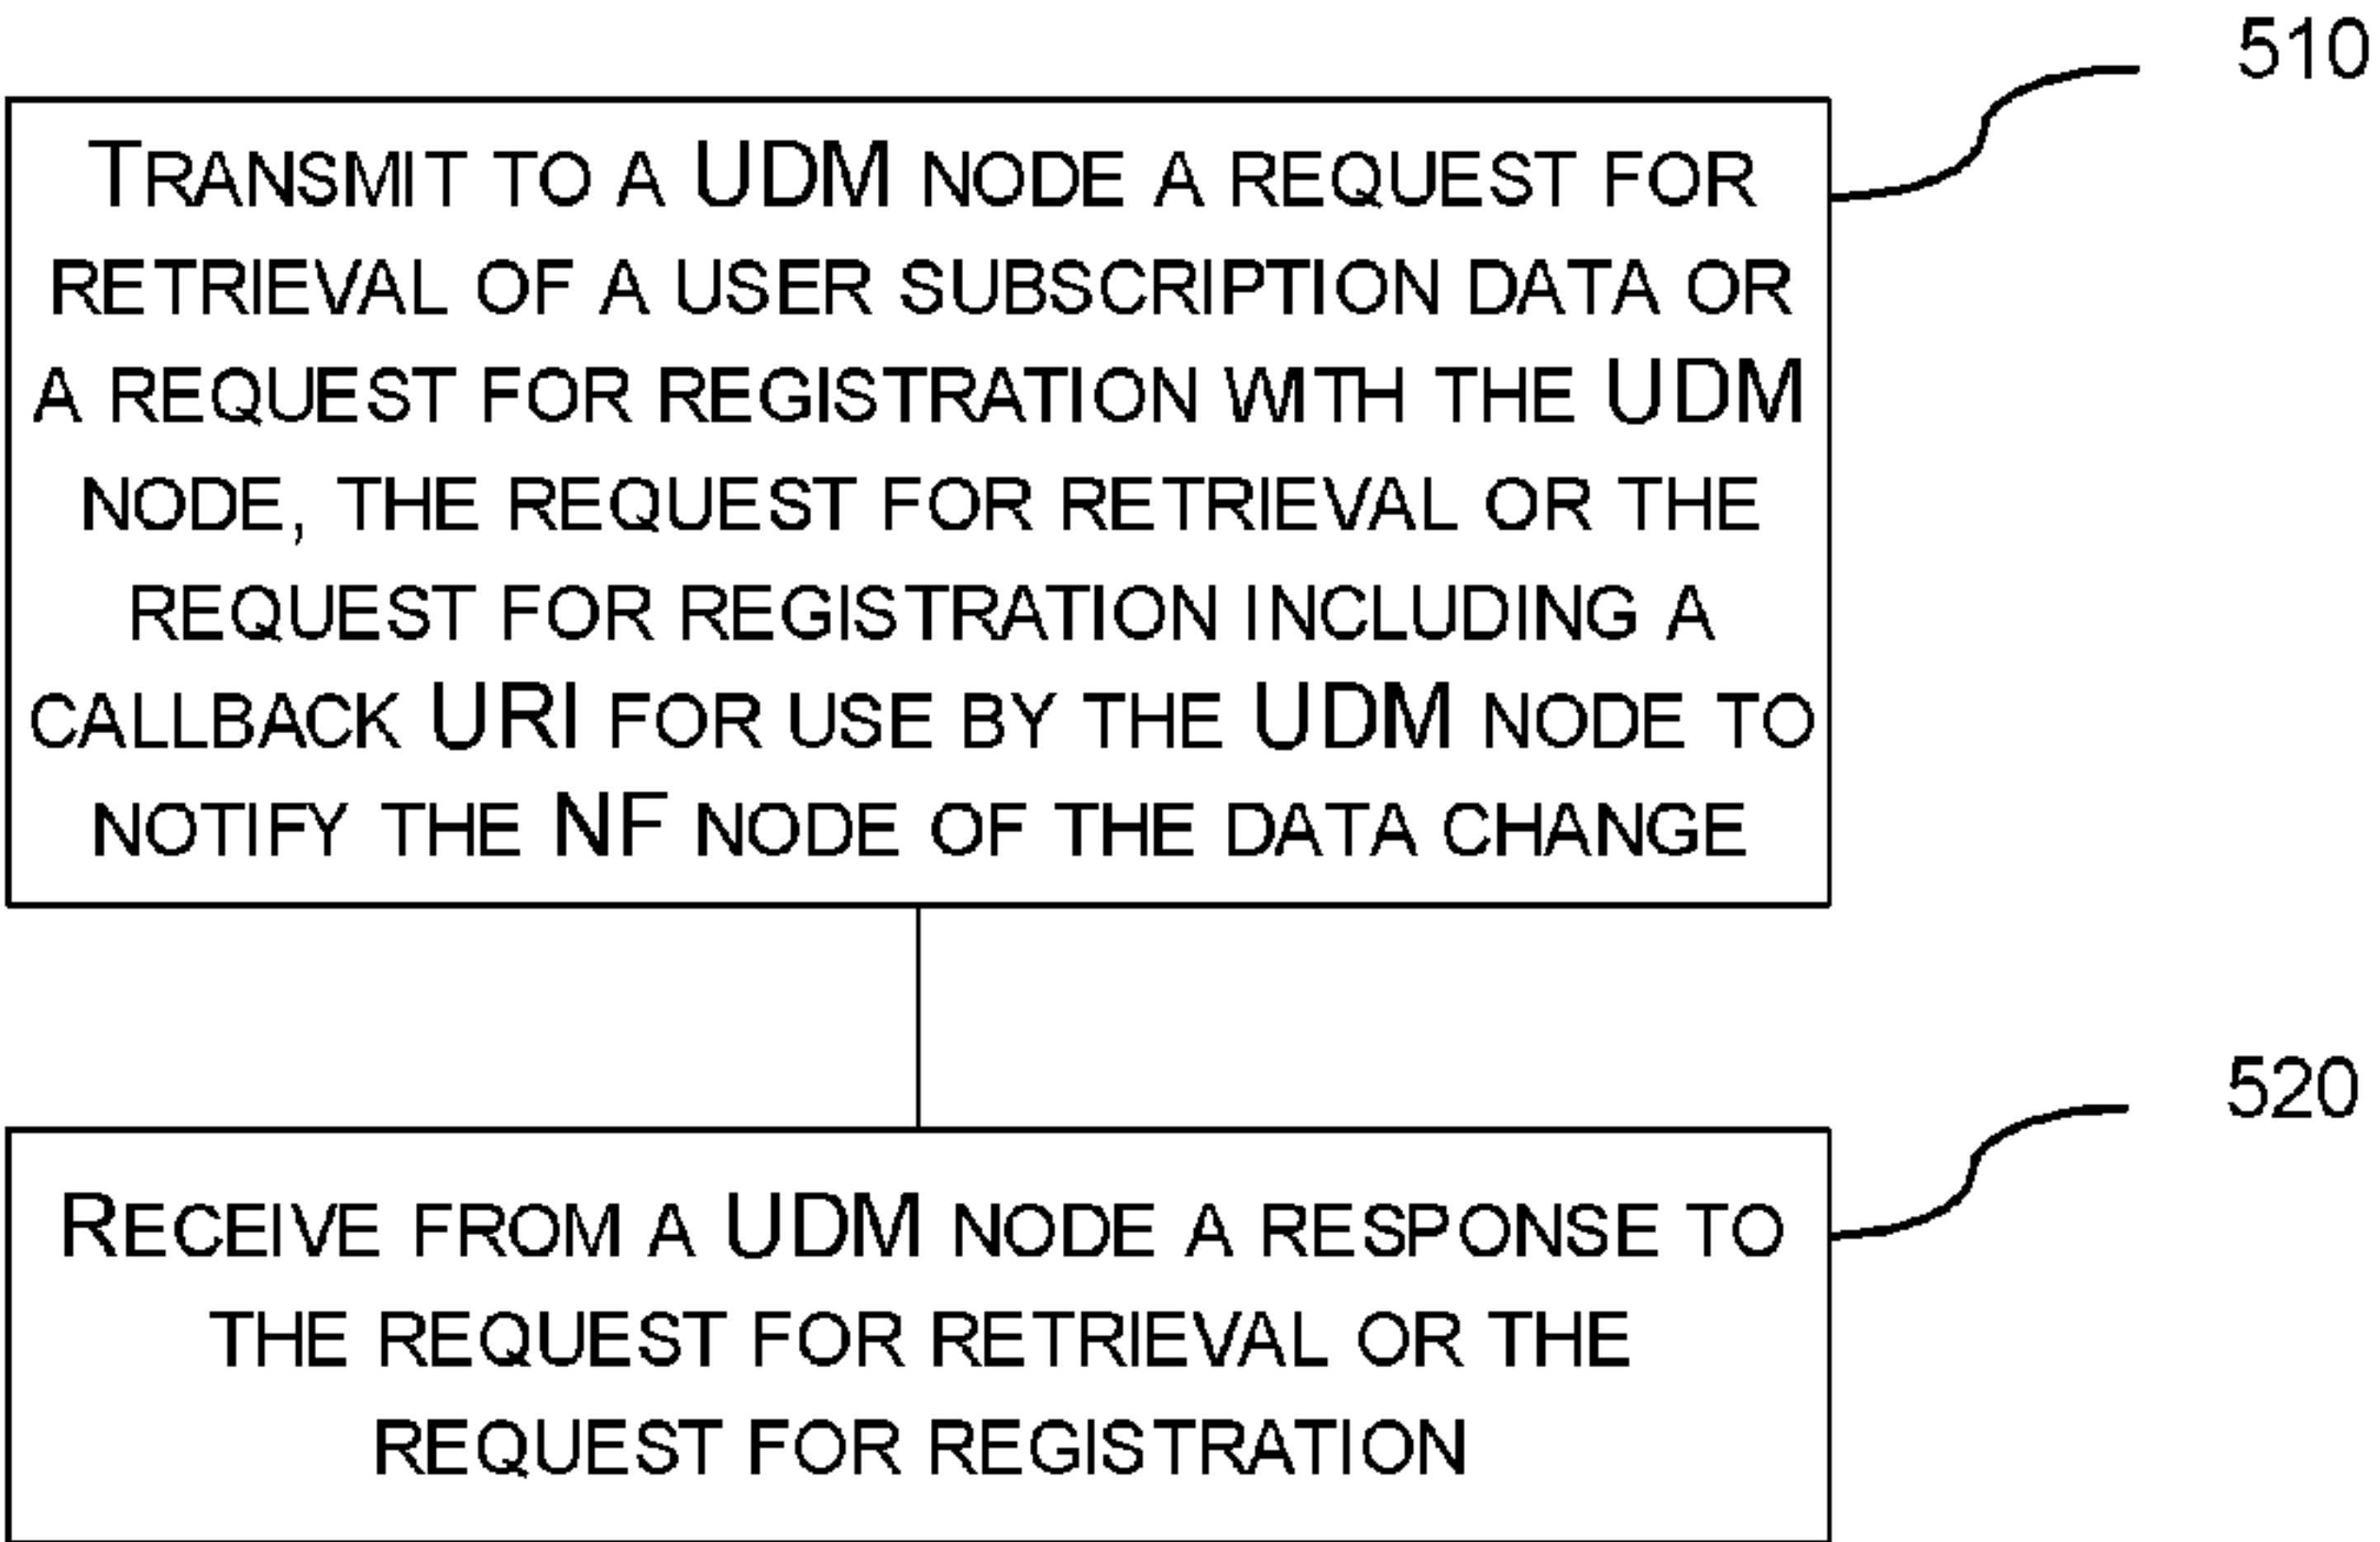 510
TRANSMIT TO A UDM NODE A REQUEST FOR
RETRIEVAL OF A USER SUBSCRIPTION DATA OR
A REQUEST FOR REGISTRATION WITH THE UDM
NODE, THE REQUEST FOR RETRIEVAL OR THE
REQUEST FOR REGISTRATION INCLUDING A
CALLBACK URI FOR USE BY THE UDM NODE TO
NOTIFY THE NF NODE OF THE DATA CHANGE
520
RECEIVE FROM A UDM NODE A RESPONSE TO
THE REQUEST FOR RETRIEVAL OR THE
REQUEST FOR REGISTRATION